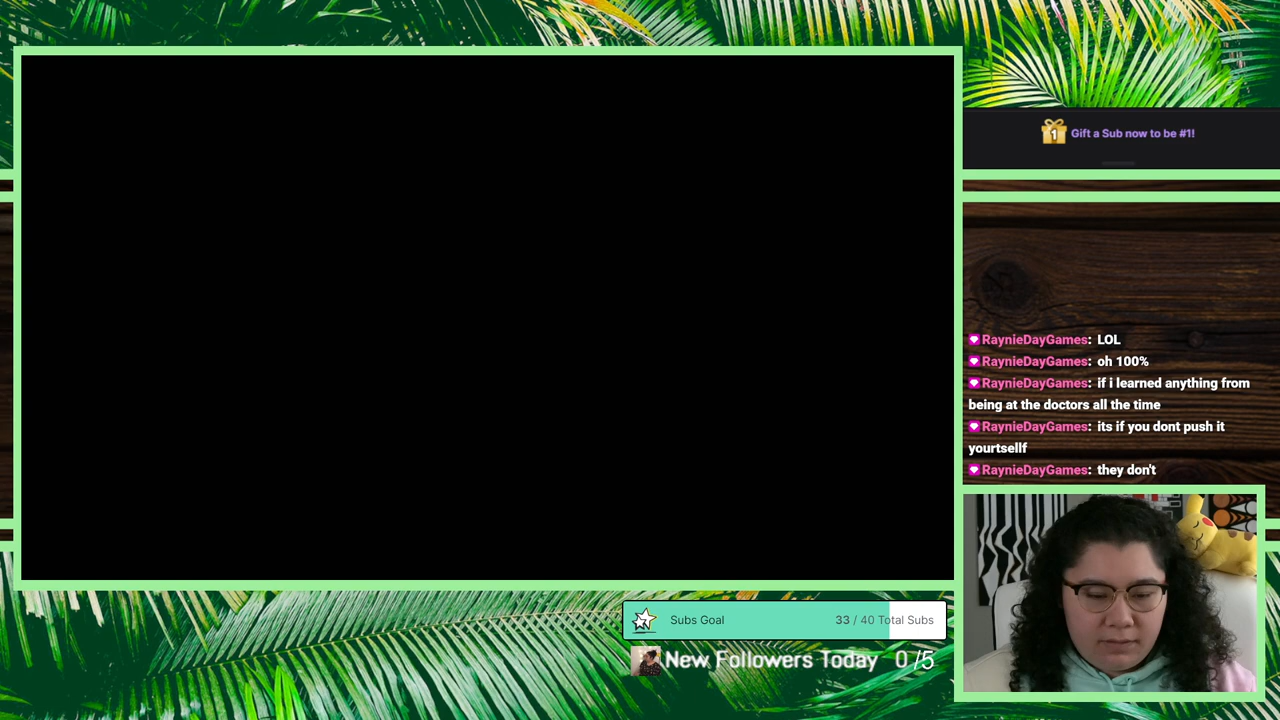 1 Gift a Sub now to be #1!
RaynieDayGames: LOL
RaynieDayGames: oh 100%
RaynieDayGames: if i learned anything from
being at the doctors all the time
RaynieDayGames: its if you dont push it
yourtsellf
RaynieDayGames: they don't
Subs Goal 33 / 40 Total Subs
New Followers Today 0 /5